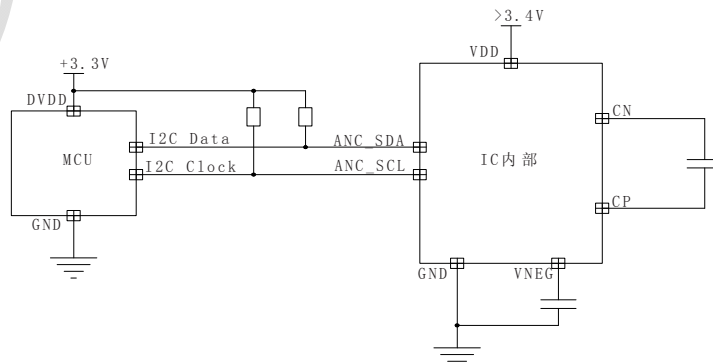 >3.4V
VDD
+3.3V
DVDD
CN
I2C Data
ANC_SDA
MCU
IC内部
I2C Clock
ANC_SCL
CP
GND
GND
VNEG